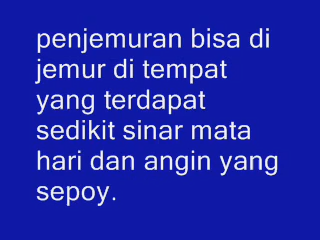 penjemuran bisa di
jemur di tempat
yang terdapat
sedikit sinar mata
hari dan angin yang
sepoy.